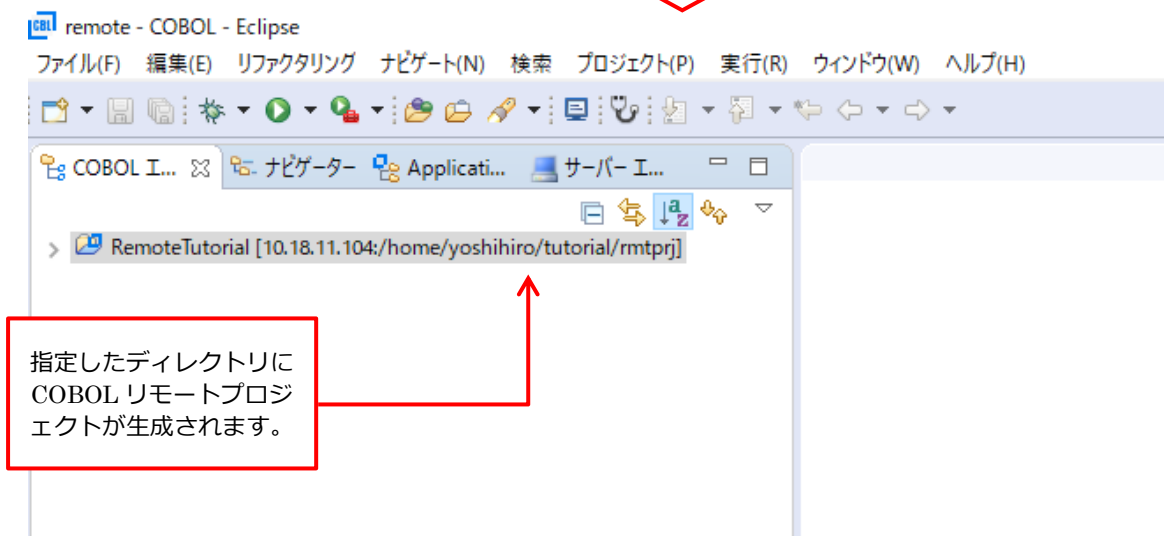 CBL remote - COBOL - Eclipse
ファイル(F) 編集(E) リファクタリング ナビゲート(N) 検索 プロジェクト(P) 実行(R) ウィンドウ(W) ヘルプ(H)
COBOL エ... ナビゲーター Applicati... サーバー エ...
RemoteTutorial [10.18.11.104:/home/yoshihiro/tutorial/rmtprj]
指定したディレクトリに
COBOL リモートプロジ
ェクトが生成されます。